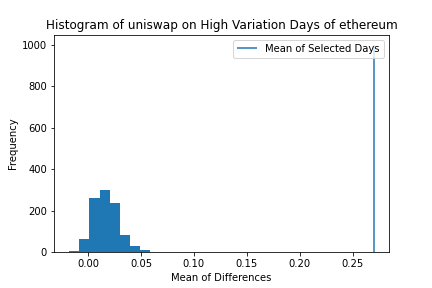 Histogram of uniswap on High Variation Days of ethereum
Mean of Selected Days
1000
800
600
400
200
0
Frequency
0.00 0.05 0.10 0.15 0.20 0.25
Mean of Differences